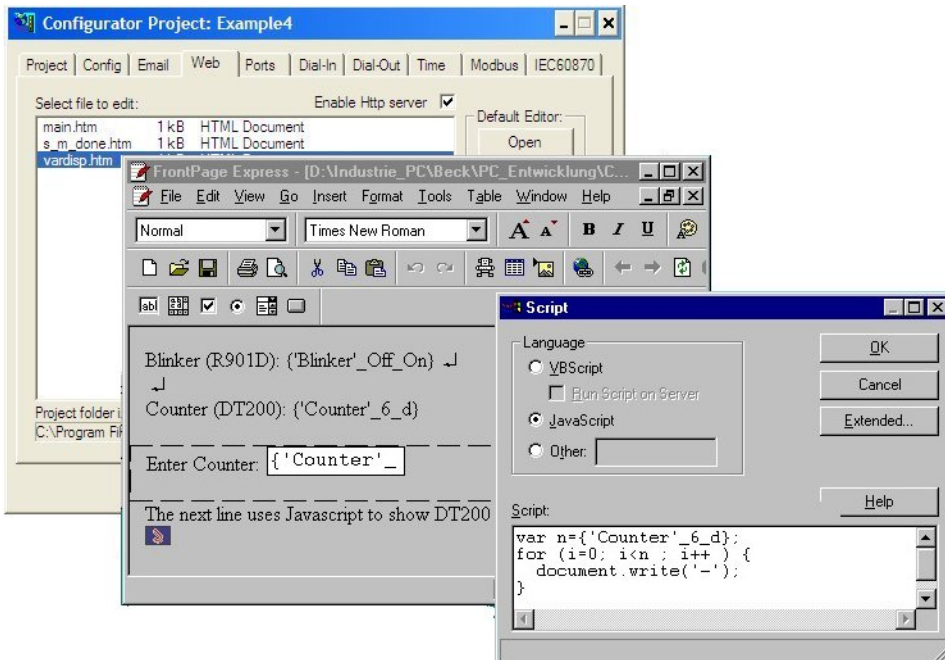 Configurator Project: Example4
Project Config Email Web Ports Dial-In Dial-Out Time Modbus IEC60870
Select file to edit: Enable Http server
Default Editor:
main.htm 1 kB HTML Document
s_m_done.htm 1 kB HTML Document
vardisp.htm
Open
Project folder i
C:\Program Fi
FrontPage Express - [D:\Industrie_PC\Beck\PC_Entwicklung\C...
File Edit View Go Insert Format Tools Table Window Help
Normal Times New Roman A A B I U
abl
Blinker (R901D): {'Blinker'_Off_On} ↵
↵
Counter (DT200): {'Counter'_6_d}
Enter Counter: {'Counter'_
The next line uses Javascript to show DT200
Script
Language
VBScript
Run Script on Server
JavaScript
Other:
OK
Cancel
Extended...
Help
Script:
var n={'Counter'_6_d};
for (i=0; i<n ; i++ ) {
document.write('-');
}